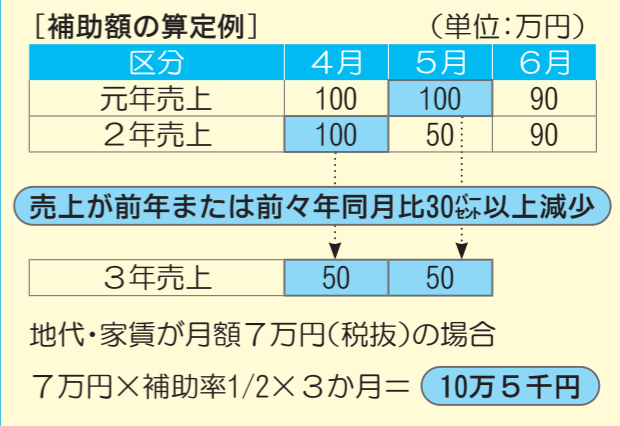 ［補助額の算定例］ （単位：万円）
区分 ４月 ５月 ６月
元年売上 100 100 90
２年売上 100 50 90
売上が前年または前々年同月比30㌫以上減少
３年売上 50 50
地代・家賃が月額７万円（税抜）の場合
７万円×補助率1/2×３か月＝ 10万５千円